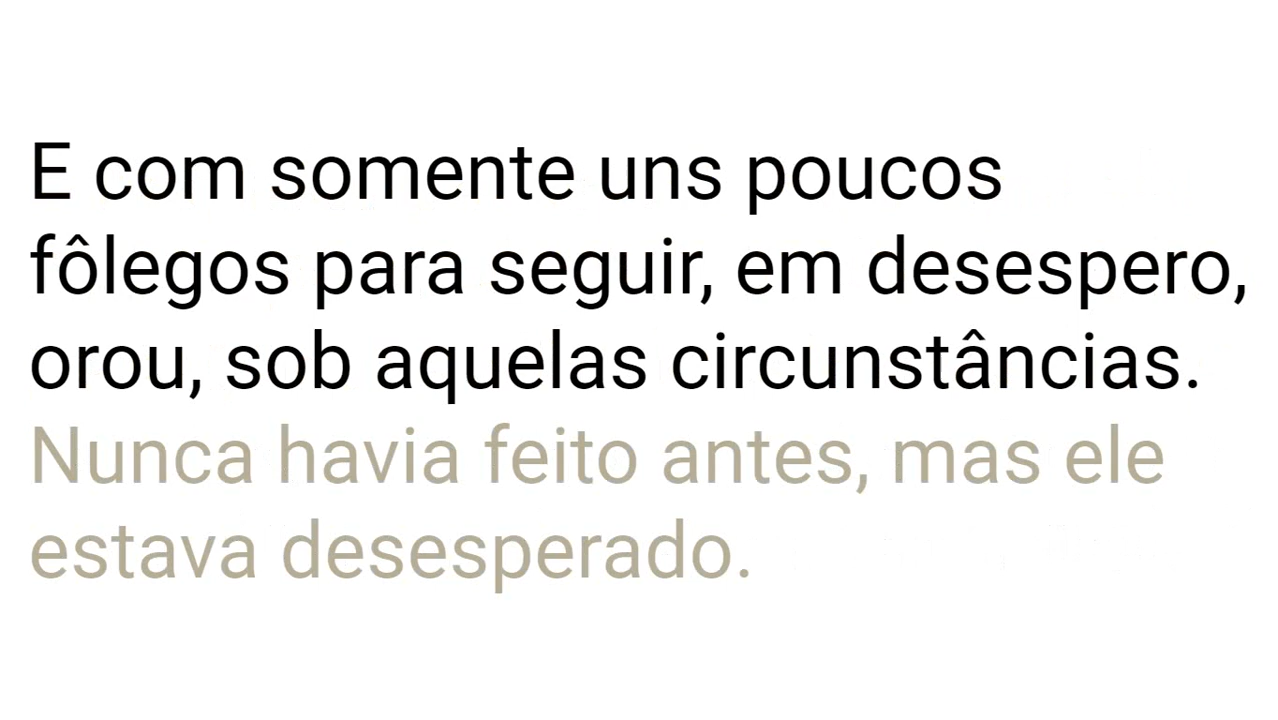 E com somente uns poucos
fôlegos para seguir, em desespero,
orou, sob aquelas circunstâncias.
Nunca havia feito antes, mas ele
estava desesperado.